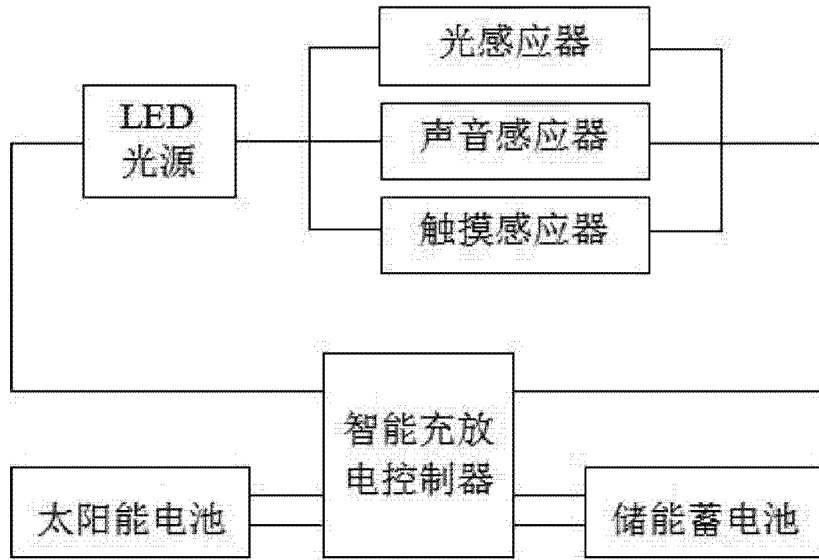 光感应器
LED
光源
声音感应器
触摸感应器
智能充放
电控制器
太阳能电池
储能蓄电池